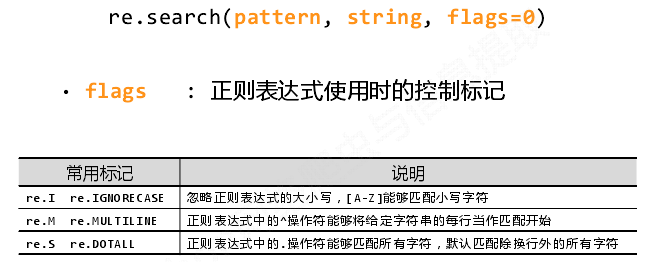 re.search(pattern, string, flags=0)
· flags : 正则表达式使用时的控制标记
常用标记 说明
re.I re.IGNORECASE 忽略正则表达式的大小写，[A-Z]能够匹配小写字符
re.M re.MULTILINE 正则表达式中的^操作符能够将给定字符串的每行当作匹配开始
re.S re.DOTALL 正则表达式中的.操作符能够匹配所有字符，默认匹配除换行外的所有字符